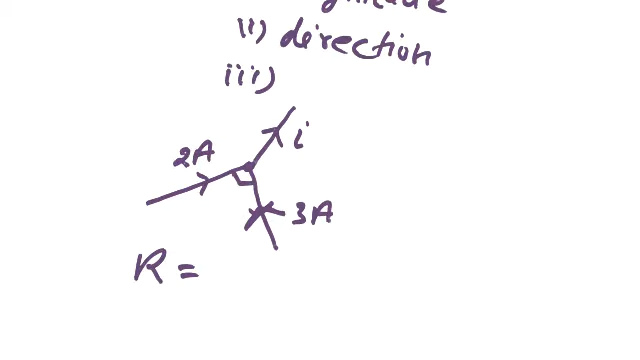 ii) direction
iii)
i
2A
3A
R =